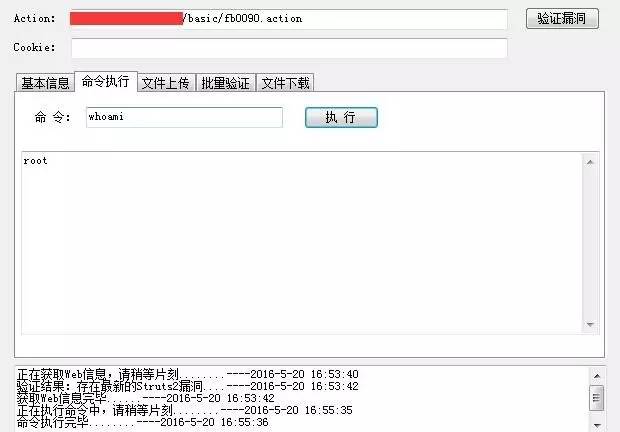 Action: /basic/fb0090.action 验证漏洞
Cookie:
基本信息 命令执行 文件上传 批量验证 文件下载
命 令: whoami 执 行
root
正在获取Web信息，请稍等片刻........----2016-5-20 16:53:40
验证结果：存在最新的Struts2漏洞....----2016-5-20 16:53:42
获取Web信息完毕......----2016-5-20 16:53:42
正在执行命令中，请稍等片刻........----2016-5-20 16:55:35
命令执行完毕........----2016-5-20 16:55:36